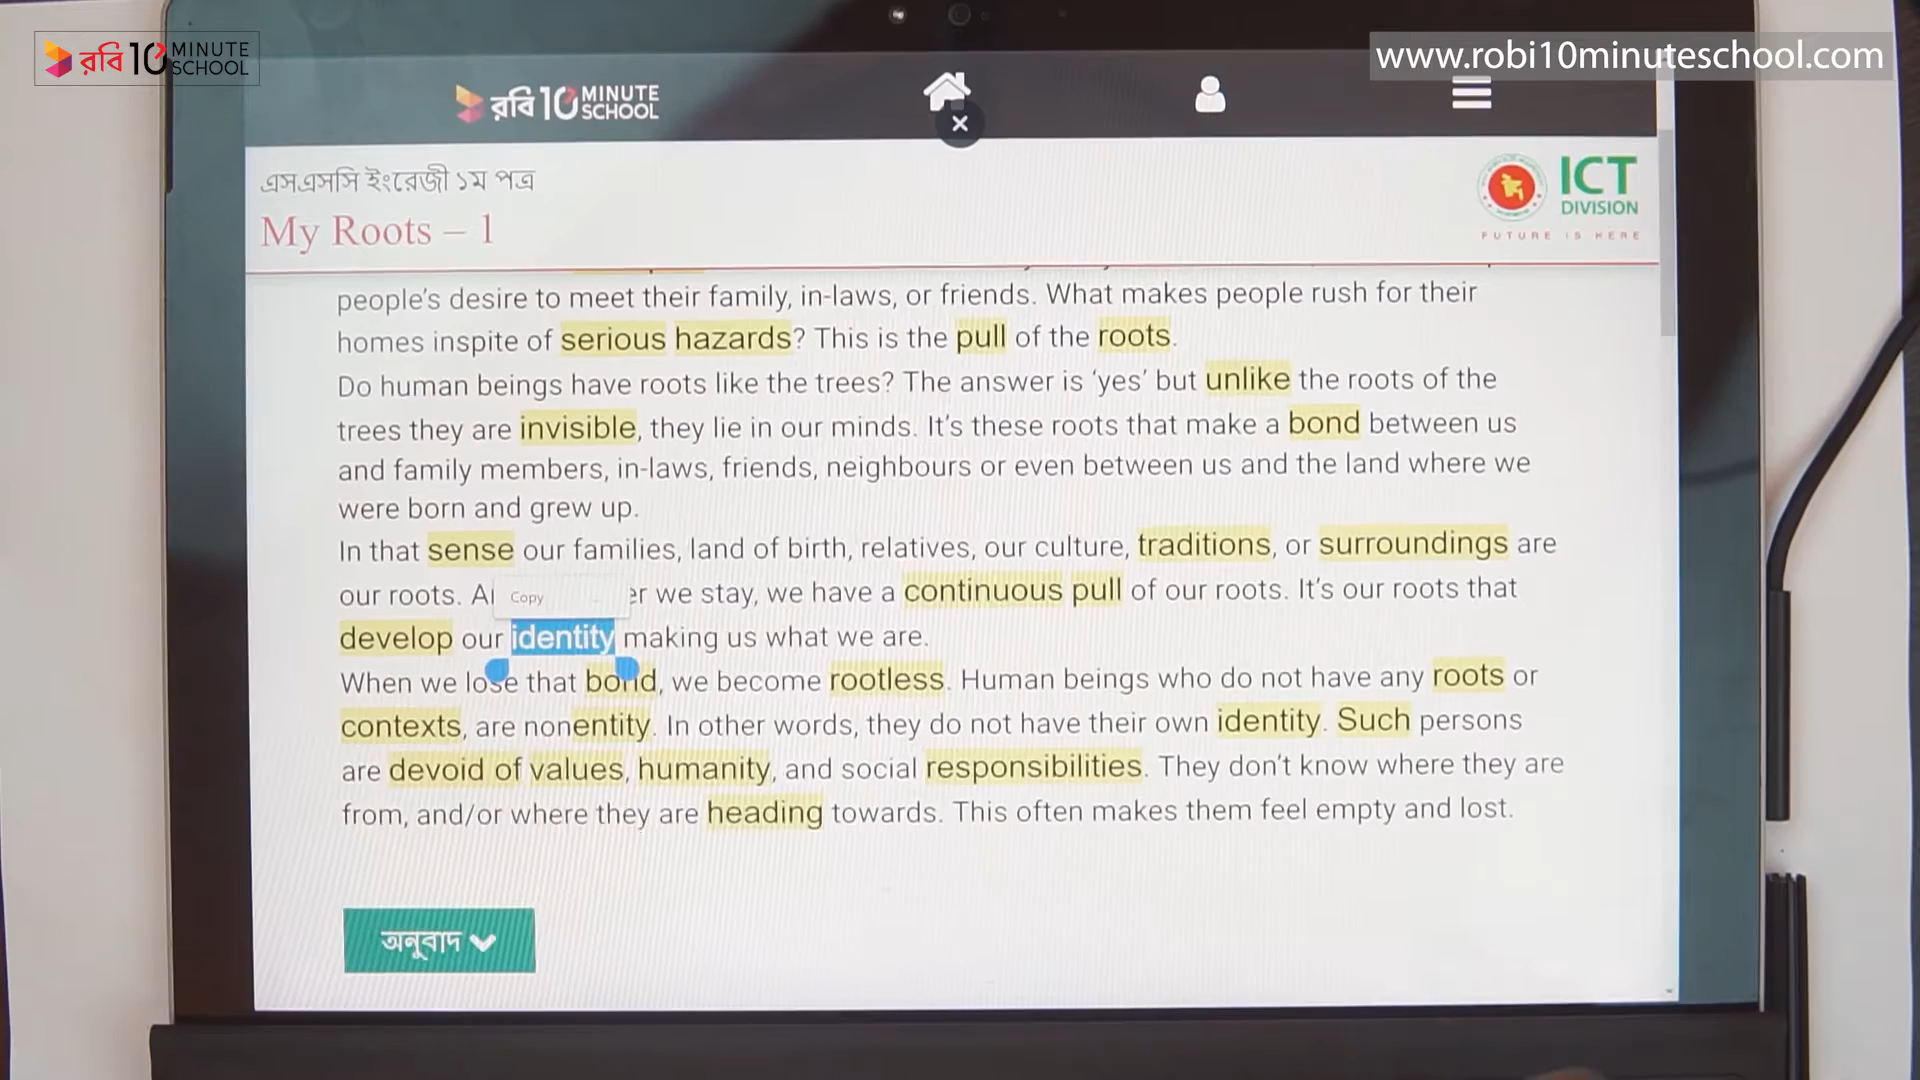 রবি 10 MINUTE SCHOOL
www.robi10minuteschool.com
রবি 10 MINUTE SCHOOL
এসএসসি ইংরেজী ১ম পত্র
My Roots – 1
ICT
DIVISION
FUTURE IS HERE
people's desire to meet their family, in-laws, or friends. What makes people rush for their
homes inspite of serious hazards? This is the pull of the roots.
Do human beings have roots like the trees? The answer is ‘yes’ but unlike the roots of the
trees they are invisible, they lie in our minds. It's these roots that make a bond between us
and family members, in-laws, friends, neighbours or even between us and the land where we
were born and grew up.
In that sense our families, land of birth, relatives, our culture, traditions, or surroundings are
our roots. Copy we stay, we have a continuous pull of our roots. It's our roots that
develop our identity making us what we are.
When we lose that bond, we become rootless. Human beings who do not have any roots or
contexts, are nonentity. In other words, they do not have their own identity. Such persons
are devoid of values, humanity, and social responsibilities. They don't know where they are
from, and/or where they are heading towards. This often makes them feel empty and lost.
অনুবাদ